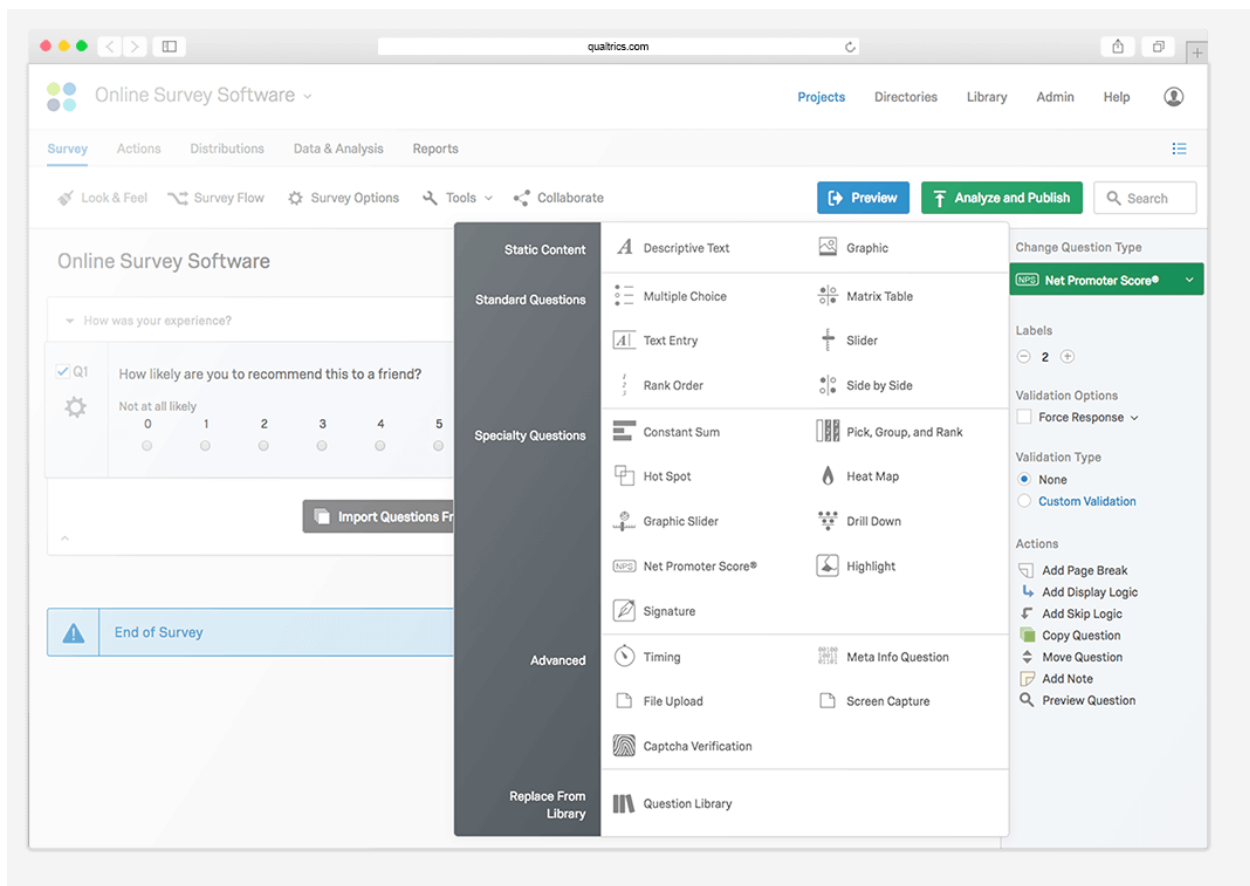 qualtrics.com
Online Survey Software
Projects Directories Library Admin Help
Survey Actions Distributions Data & Analysis Reports
Look & Feel Survey Flow Survey Options Tools Collaborate
Preview Analyze and Publish Search
Online Survey Software
How was your experience?
Q1 How likely are you to recommend this to a friend?
Not at all likely
0 1 2 3 4 5
Import Questions Fr
End of Survey
Static Content
Descriptive Text Graphic
Standard Questions
Multiple Choice Matrix Table
Text Entry Slider
Rank Order Side by Side
Specialty Questions
Constant Sum Pick, Group, and Rank
Hot Spot Heat Map
Graphic Slider Drill Down
NPS Net Promoter Score® Highlight
Signature
Advanced
Timing Meta Info Question
File Upload Screen Capture
Captcha Verification
Replace From
Library
Question Library
Change Question Type
NPS Net Promoter Score®
Labels
2
Validation Options
Force Response
Validation Type
None
Custom Validation
Actions
Add Page Break
Add Display Logic
Add Skip Logic
Copy Question
Move Question
Add Note
Preview Question